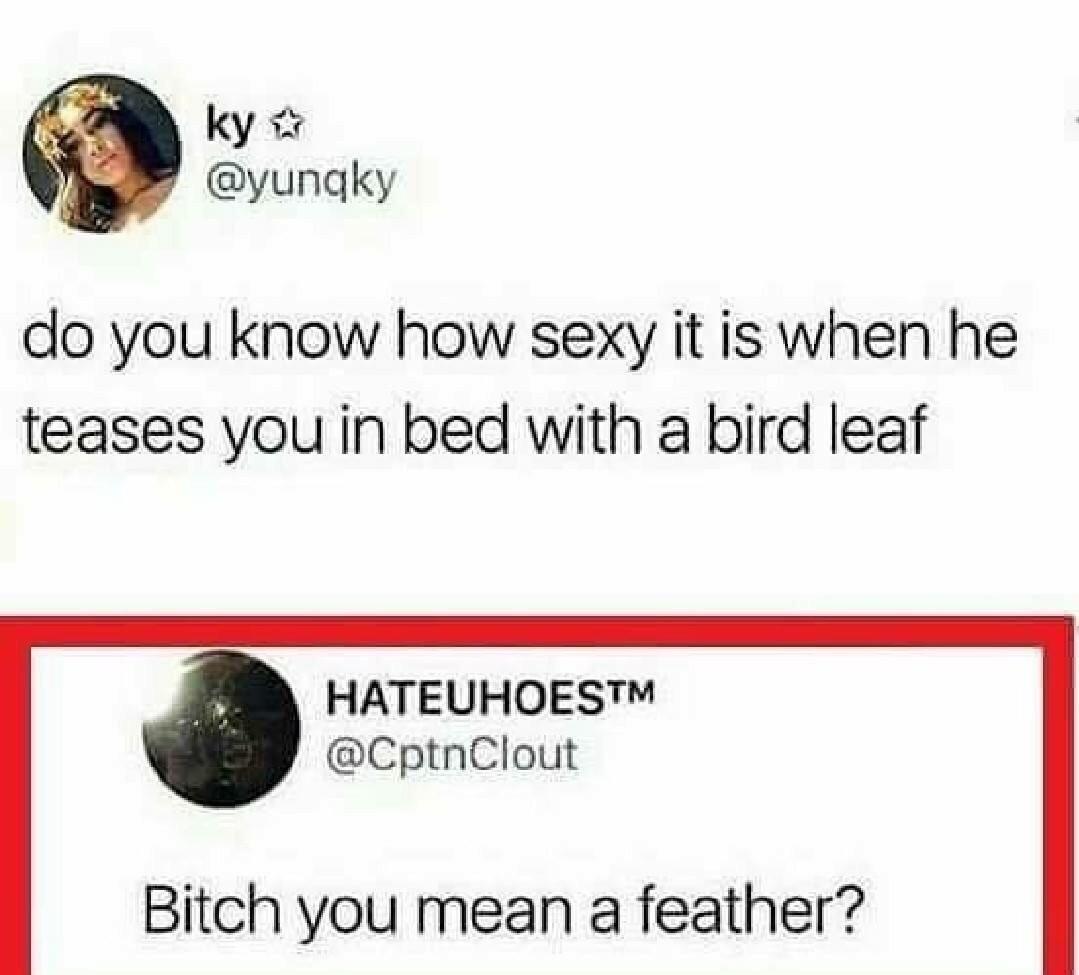 ky ☆
@yunqky
do you know how sexy it is when he
teases you in bed with a bird leaf
HATEUHOES™
@CptnClout
Bitch you mean a feather?